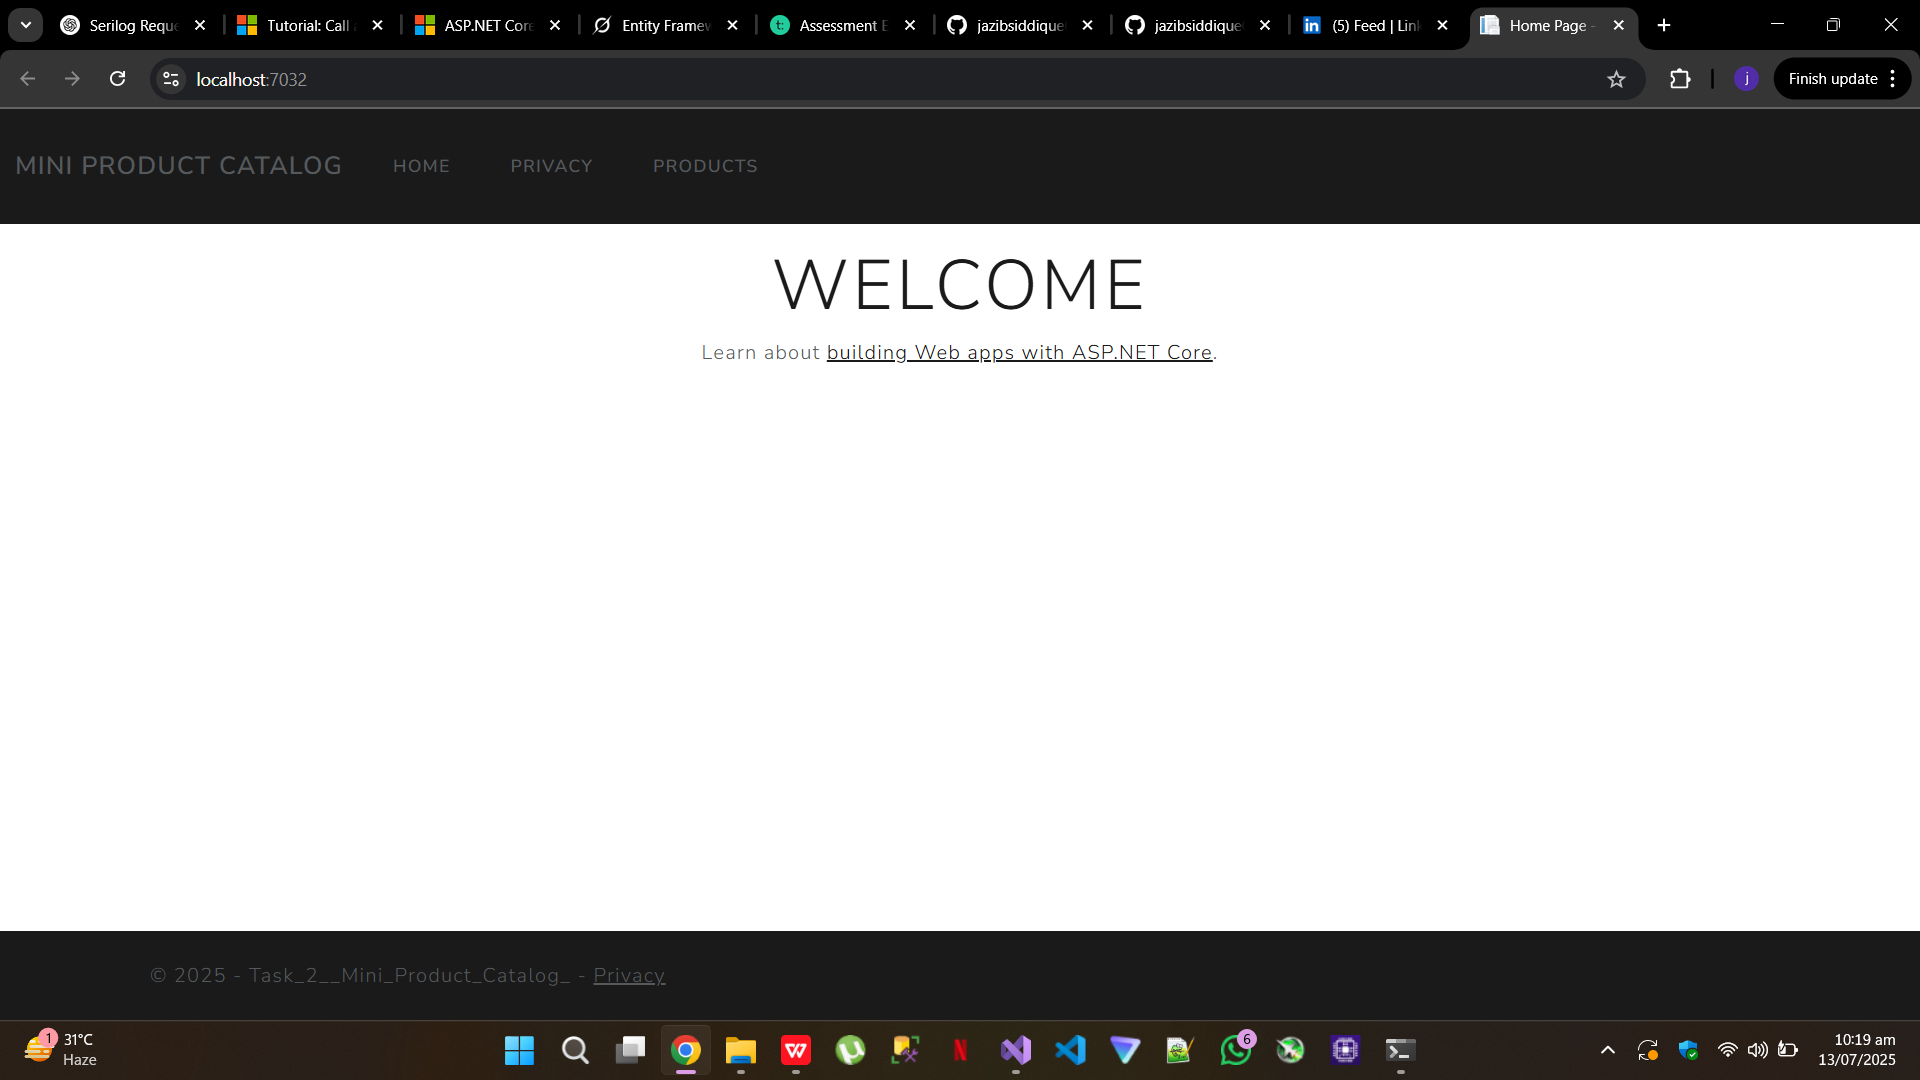 Serilog Reque
Tutorial: Call a
ASP.NET Core
Entity Framew
Assessment E
jazibsiddique
jazibsiddique
(5) Feed | Link
Home Page -
localhost:7032
j
Finish update
MINI PRODUCT CATALOG
HOME
PRIVACY
PRODUCTS
WELCOME
Learn about building Web apps with ASP.NET Core.
© 2025 - Task_2__Mini_Product_Catalog_ - Privacy
1
31°C
Haze
6
10:19 am
13/07/2025